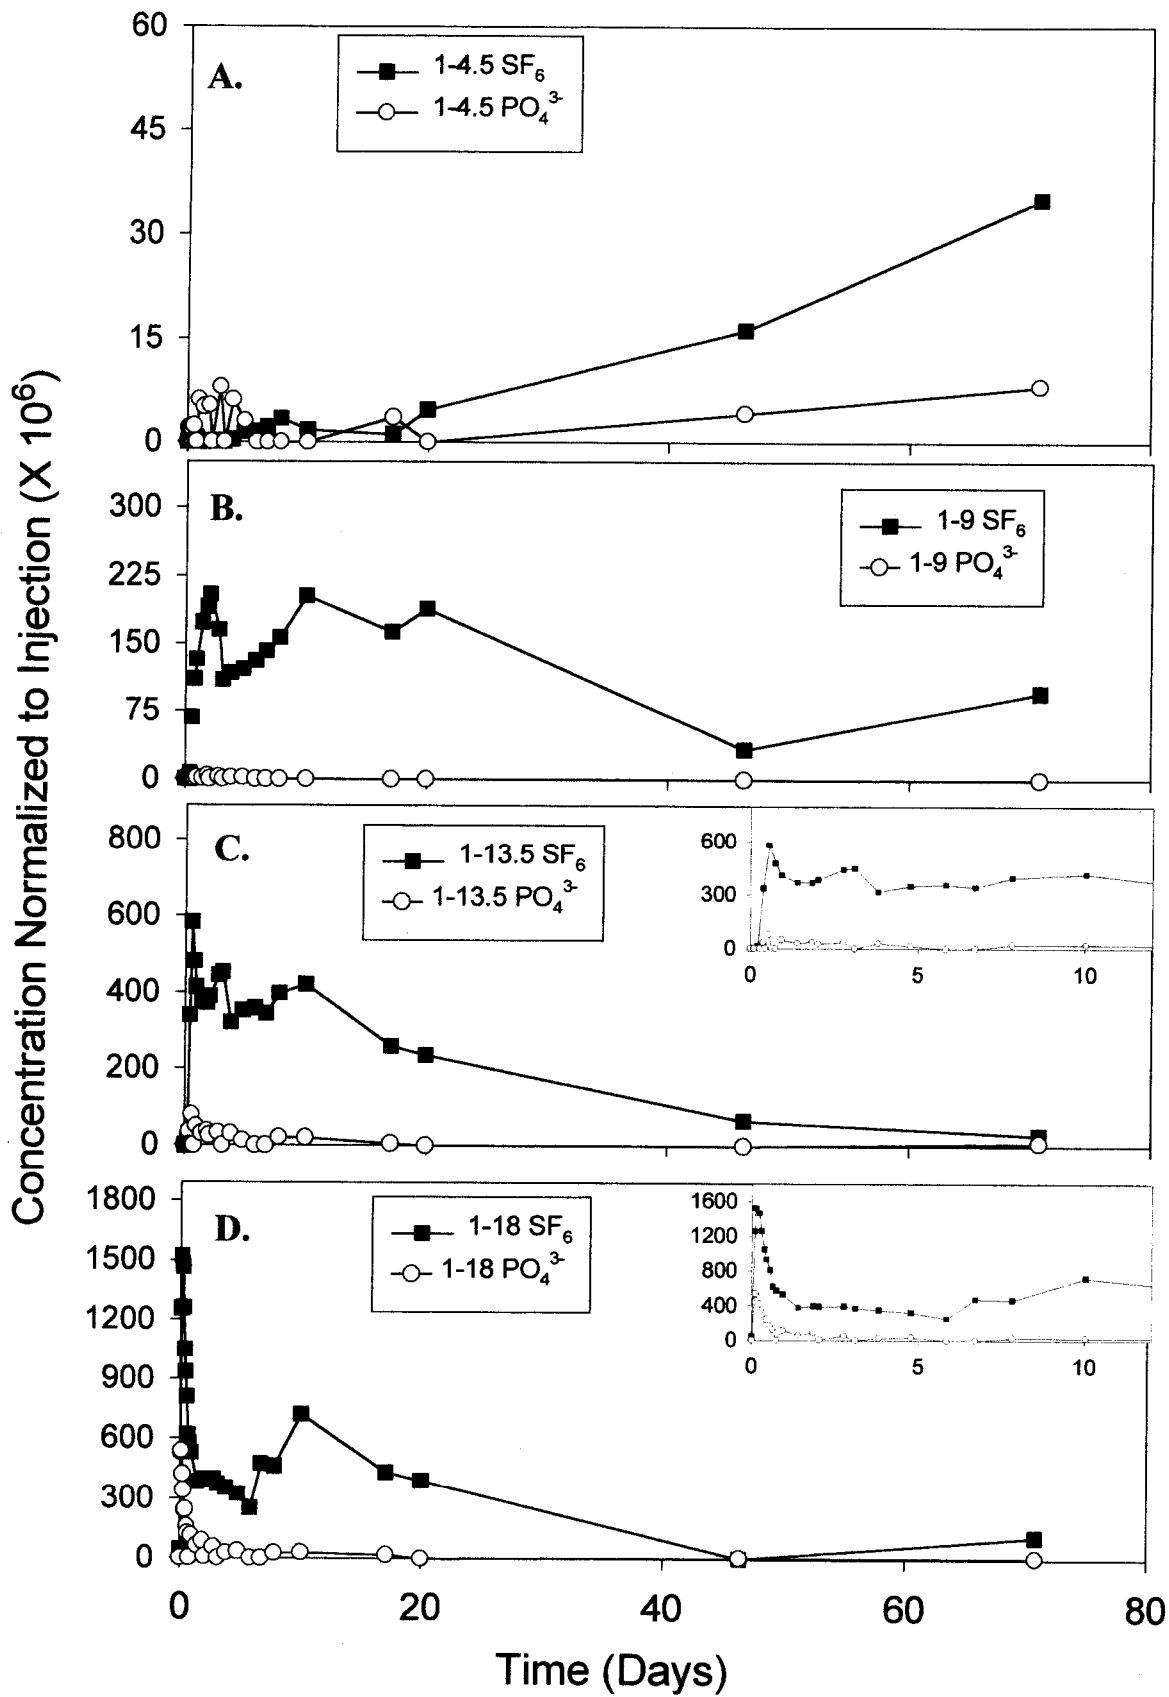 Concentration Normalized to Injection (X 10⁶)
60
45
30
15
0
A.
1-4.5 SF₆
1-4.5 PO₄³⁻
300
225
150
75
0
B.
1-9 SF₆
1-9 PO₄³⁻
800
600
400
200
0
C.
1-13.5 SF₆
1-13.5 PO₄³⁻
600
300
0
0 5 10
1800
1500
1200
900
600
300
0
D.
1-18 SF₆
1-18 PO₄³⁻
1600
1200
800
400
0
0 5 10
0 20 40 60 80
Time (Days)